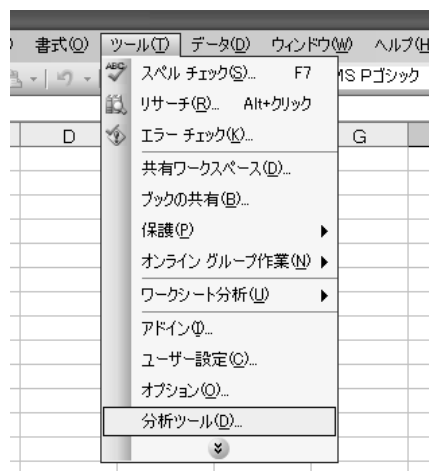 ) 書式(O) ツール(T) データ(D) ウィンドウ(W) ヘルプ(H
ABC スペル チェック(S)... F7
MS Pゴシック
リサーチ(R)... Alt+クリック
エラー チェック(K)...
D G
共有ワークスペース(D)...
ブックの共有(B)...
保護(P)
オンライン グループ作業(N)
ワークシート分析(U)
アドイン(I)...
ユーザー設定(C)...
オプション(O)...
分析ツール(D)...